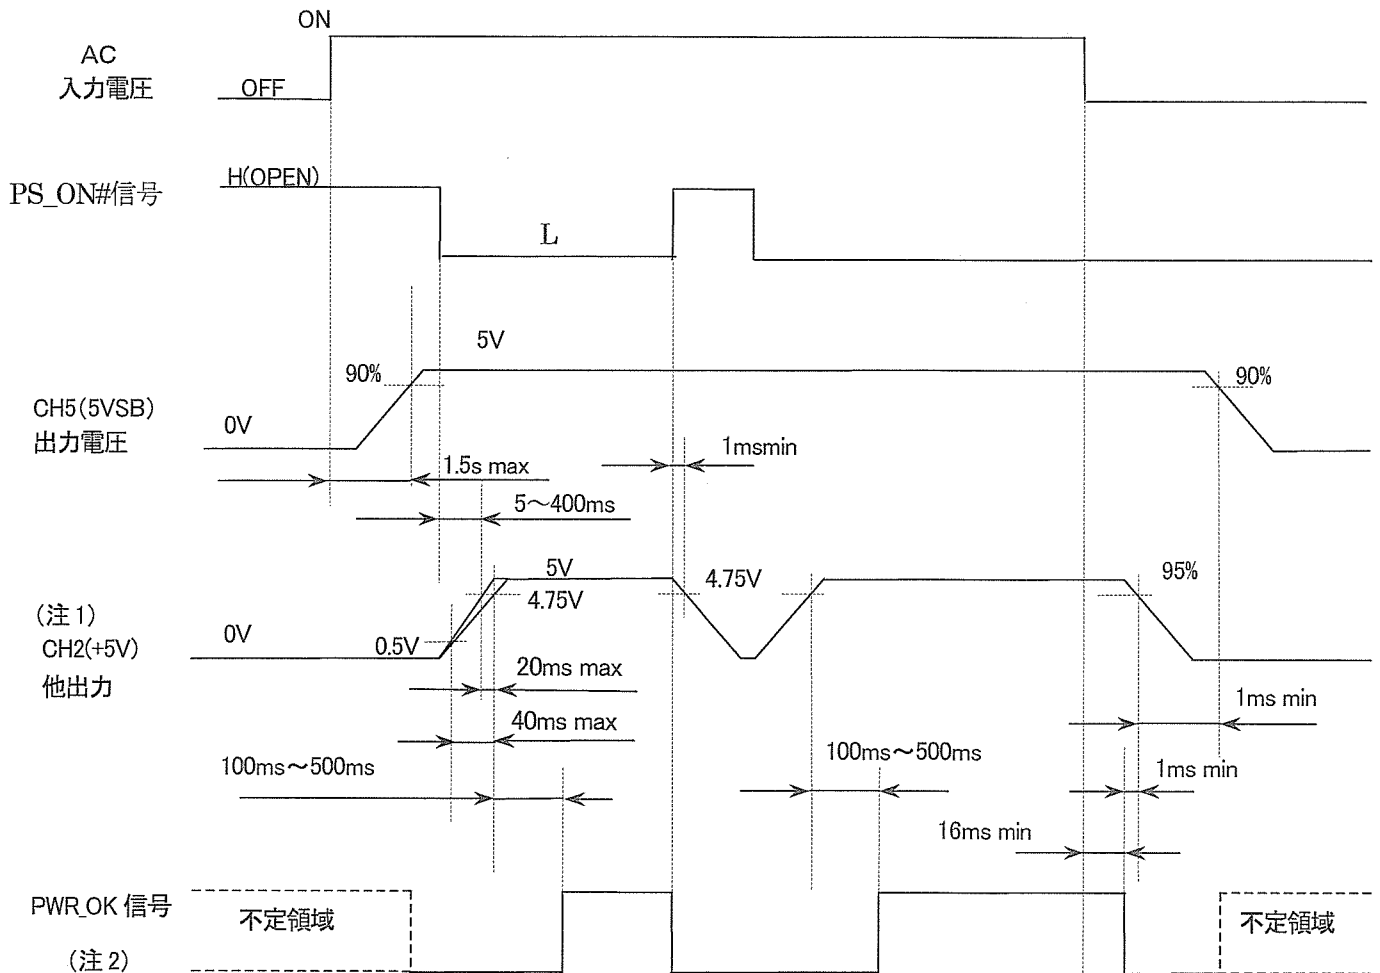 ON
AC
入力電圧
OFF
H(OPEN)
PS_ON#信号
L
5V
90%
90%
CH5(5VSB)
出力電圧
0V
1msmin
1.5s max
5～400ms
5V
4.75V
4.75V
95%
(注1)
CH2(+5V)
他出力
0V
0.5V
20ms max
1ms min
40ms max
100ms～500ms
100ms～500ms
1ms min
16ms min
PWR_OK 信号
(注2)
不定領域
不定領域